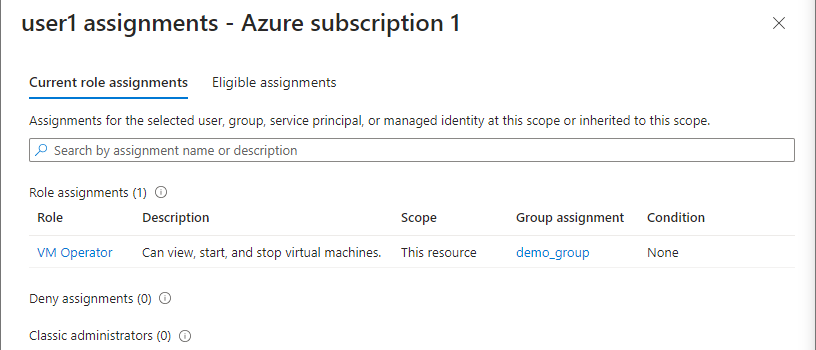 user1 assignments - Azure subscription 1
Current role assignments Eligible assignments
Assignments for the selected user, group, service principal, or managed identity at this scope or inherited to this scope.
Search by assignment name or description
Role assignments (1)
Role Description Scope Group assignment Condition
VM Operator Can view, start, and stop virtual machines. This resource demo_group None
Deny assignments (0)
Classic administrators (0)